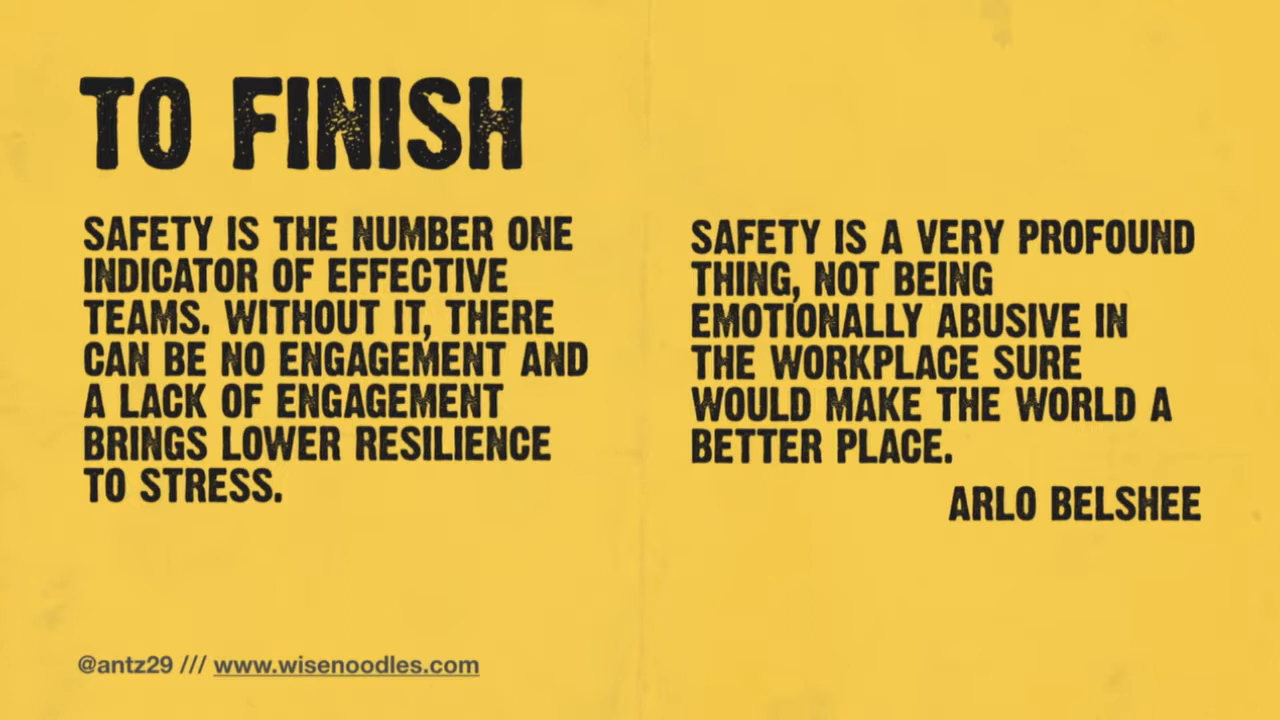 TO FINISH
SAFETY IS THE NUMBER ONE
INDICATOR OF EFFECTIVE
TEAMS. WITHOUT IT, THERE
CAN BE NO ENGAGEMENT AND
A LACK OF ENGAGEMENT
BRINGS LOWER RESILIENCE
TO STRESS.
SAFETY IS A VERY PROFOUND
THING, NOT BEING
EMOTIONALLY ABUSIVE IN
THE WORKPLACE SURE
WOULD MAKE THE WORLD A
BETTER PLACE.
ARLO BELSHEE
@antz29 /// www.wisenoodles.com